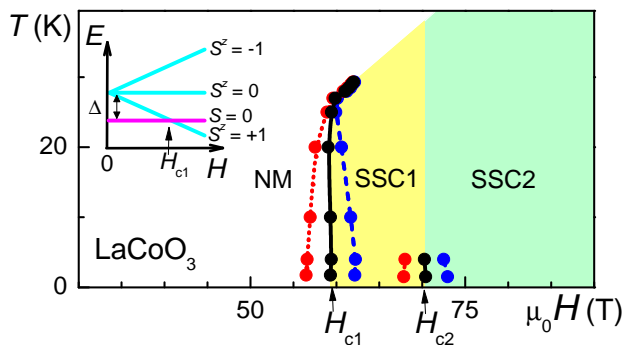 T (K)
E
S^z = -1
S^z = 0
Δ
S = 0
S^z = +1
0
H_c1
H
20
NM
SSC1
SSC2
LaCoO_3
0
50
75
μ_0H (T)
H_c1
H_c2